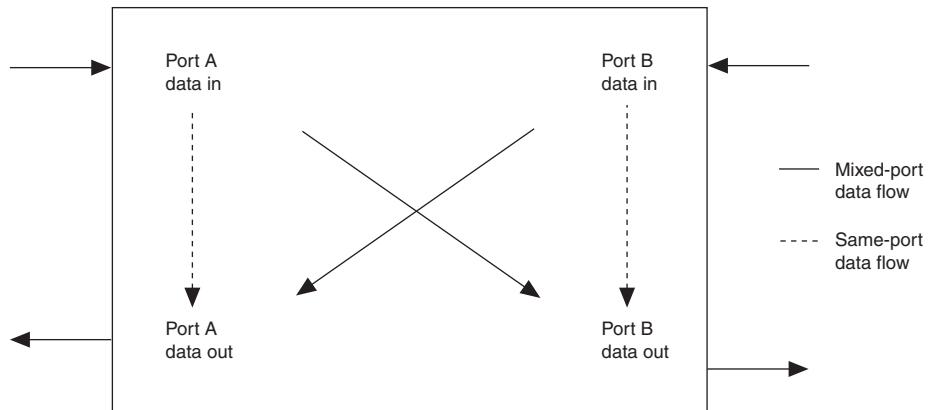 Port A
data in
Port B
data in
Mixed-port
data flow
Same-port
data flow
Port A
data out
Port B
data out